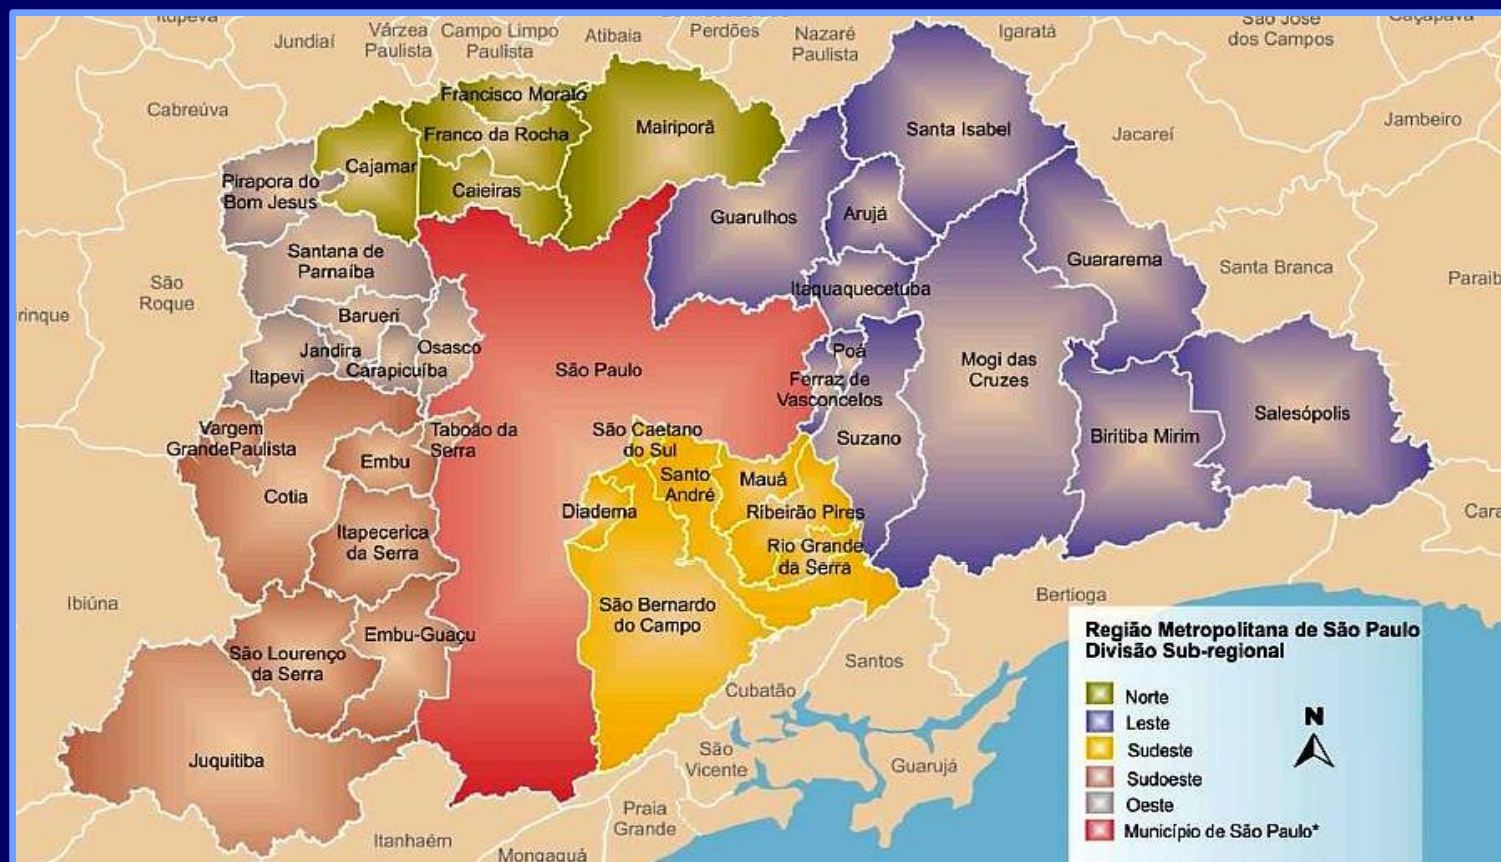 Itupeva
Jundiaí
Várzea
Paulista
Campo Limpo
Paulista
Atibaia
Perdões
Nazaré
Paulista
Igaratá
São José
dos Campos
Caçapava
Cabreúva
Francisco Morato
Franco da Rocha
Mairiporã
Santa Isabel
Jacareí
Jambeiro
Cajamar
Caieiras
Pirapora do
Bom Jesus
Guarulhos
Arujá
Santana de
Parnaíba
Guararema
Santa Branca
São
Roque
Paraib
rinque
Itaquaquecetuba
Barueri
Jandira
Osasco
Carapicuíba
Itapevi
São Paulo
Poá
Ferraz de
Vasconcelos
Mogi das
Cruzes
Salesópolis
Vargem
GrandePaulista
Taboão da
Serra
São Caetano
do Sul
Suzano
Biritiba Mirim
Embu
Santo
André
Mauá
Cotia
Diadema
Ribeirão Pires
Cara
Itapecerica
da Serra
Rio Grande
da Serra
Ibiúna
São Bernardo
do Campo
Bertioga
Embu-Guaçu
São Lourenço
da Serra
Santos
Cubatão
Juquitiba
São
Vicente
Guarujá
Praia
Grande
Itanhaém
Mongaguá
Região Metropolitana de São Paulo
Divisão Sub-regional
Norte
Leste
Sudeste
Sudoeste
Oeste
Município de São Paulo*
N